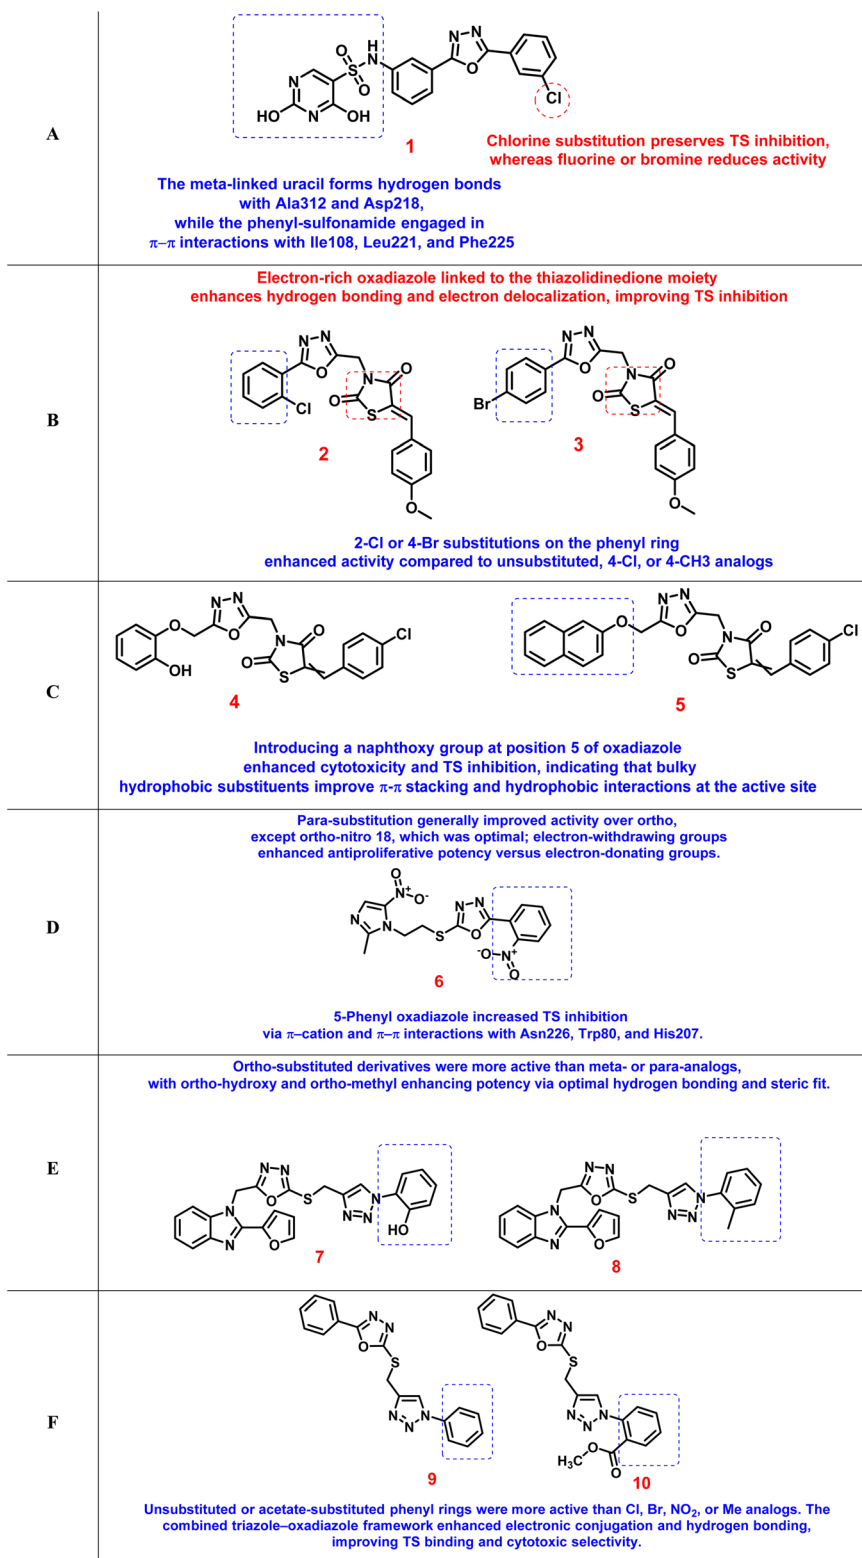 A
N
N
O
H
N
O
S
O
N
N
HO
OH
Cl
1
Chlorine substitution preserves TS inhibition,
whereas fluorine or bromine reduces activity
The meta-linked uracil forms hydrogen bonds
with Ala312 and Asp218,
while the phenyl-sulfonamide engaged in
π–π interactions with Ile108, Leu221, and Phe225
B
Electron-rich oxadiazole linked to the thiazolidinedione moiety
enhances hydrogen bonding and electron delocalization, improving TS inhibition
N
N
O
Cl
N
O
O
S
O
2
N
N
O
Br
N
O
O
S
O
3
2-Cl or 4-Br substitutions on the phenyl ring
enhanced activity compared to unsubstituted, 4-Cl, or 4-CH3 analogs
C
N
N
O
O
OH
N
O
O
S
Cl
4
N
N
O
O
N
O
O
S
Cl
5
Introducing a naphthoxy group at position 5 of oxadiazole
enhanced cytotoxicity and TS inhibition, indicating that bulky
hydrophobic substituents improve π-π stacking and hydrophobic interactions at the active site
D
Para-substitution generally improved activity over ortho,
except ortho-nitro 18, which was optimal; electron-withdrawing groups
enhanced antiproliferative potency versus electron-donating groups.
O
N+
O-
N
N
S
N
N
O
-O
N+
O
6
5-Phenyl oxadiazole increased TS inhibition
via π–cation and π–π interactions with Asn226, Trp80, and His207.
E
Ortho-substituted derivatives were more active than meta- or para-analogs,
with ortho-hydroxy and ortho-methyl enhancing potency via optimal hydrogen bonding and steric fit.
N
N
O
S
N
N
N
N
N
O
HO
7
N
N
O
S
N
N
N
N
N
O
8
F
N
N
O
S
N
N
N
9
N
N
O
S
N
N
N
H3C
O
O
10
Unsubstituted or acetate-substituted phenyl rings were more active than Cl, Br, NO2, or Me analogs. The
combined triazole–oxadiazole framework enhanced electronic conjugation and hydrogen bonding,
improving TS binding and cytotoxic selectivity.